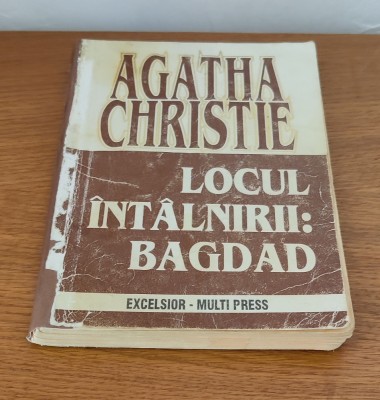 AGATHA
CHRISTIE
LOCUL
ÎNTÂLNIRII:
BAGDAD
EXCELSIOR - MULTI PRESS